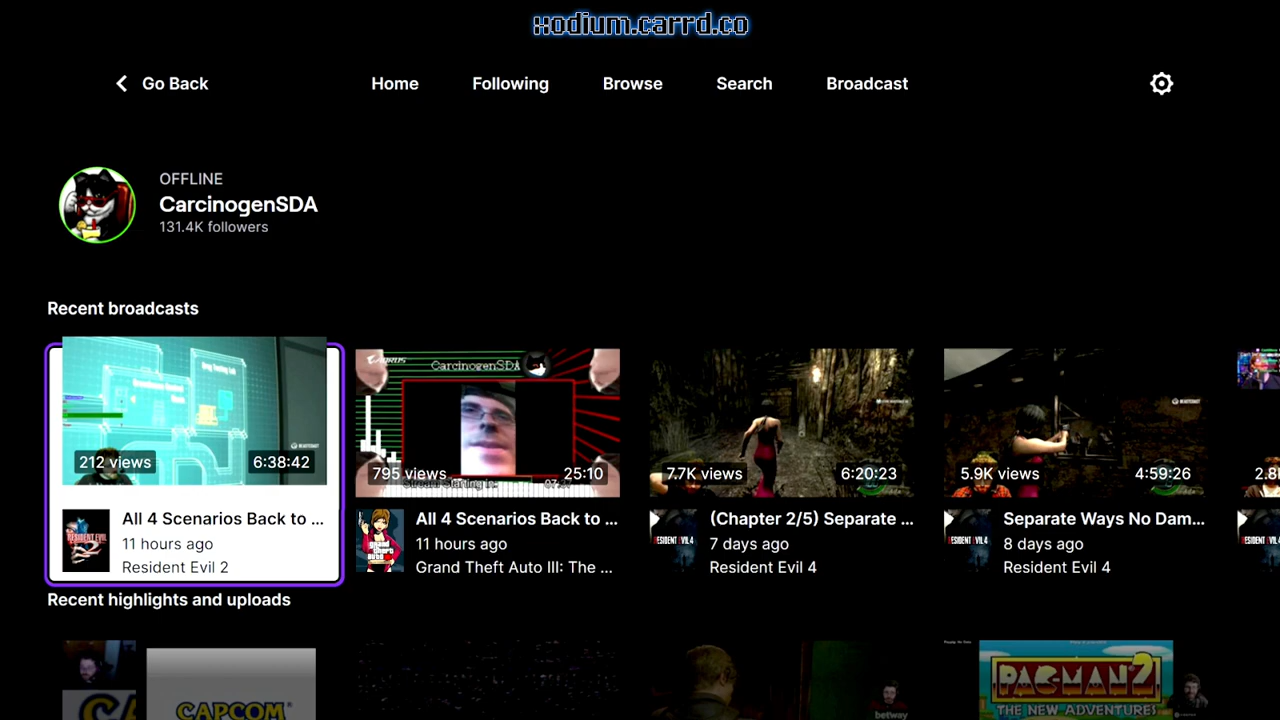 xodium.carrd.co
Go Back
Home
Following
Browse
Search
Broadcast
OFFLINE
CarcinogenSDA
131.4K followers
Recent broadcasts
212 views
6:38:42
CarcinogenSDA
795 views
25:10
7.7K views
6:20:23
5.9K views
4:59:26
2.8
All 4 Scenarios Back to ...
11 hours ago
Resident Evil 2
All 4 Scenarios Back to ...
11 hours ago
Grand Theft Auto III: The ...
(Chapter 2/5) Separate ...
7 days ago
Resident Evil 4
Separate Ways No Dam...
8 days ago
Resident Evil 4
Recent highlights and uploads
CAPCOM
betway
PAC-MAN 2
THE NEW ADVENTURES